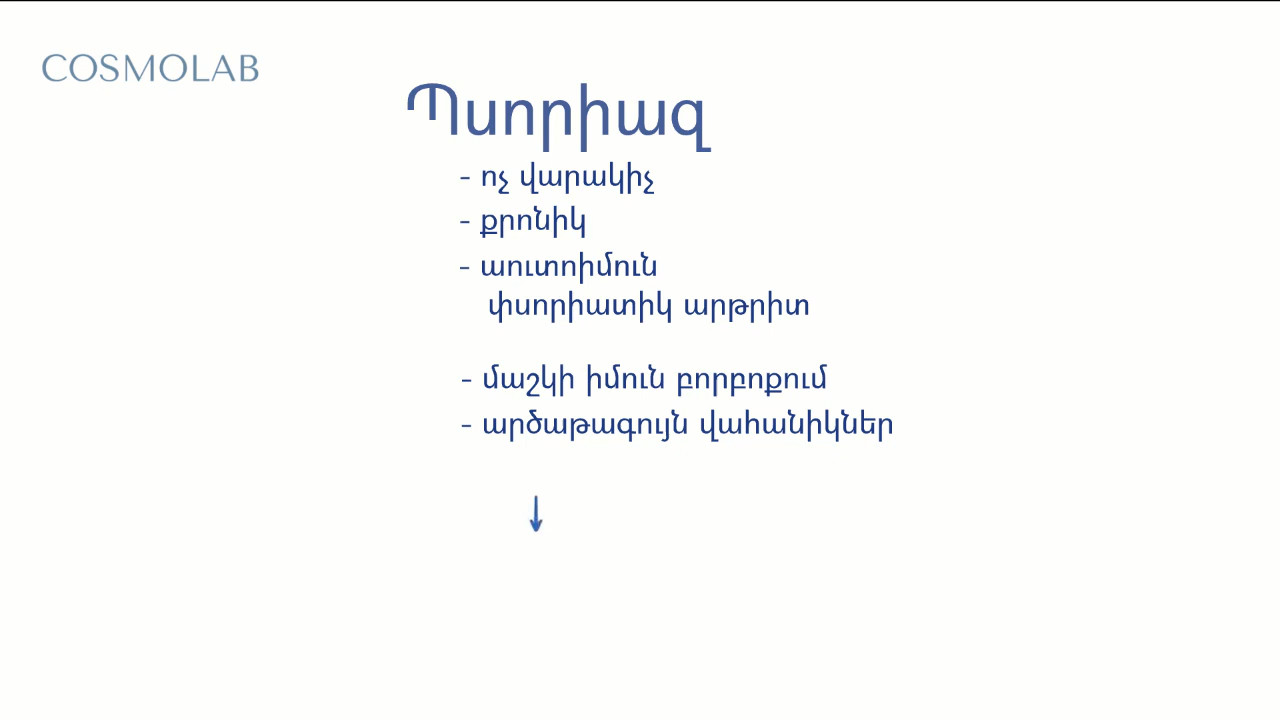 COSMOLAB
Պսորիազ
- ոչ վարակիչ
- քրոնիկ
- աուտոիմուն
փսորիատիկ արթրիտ
- մաշկի իմուն բորբոքում
- արծաթագույն վահանիկներ